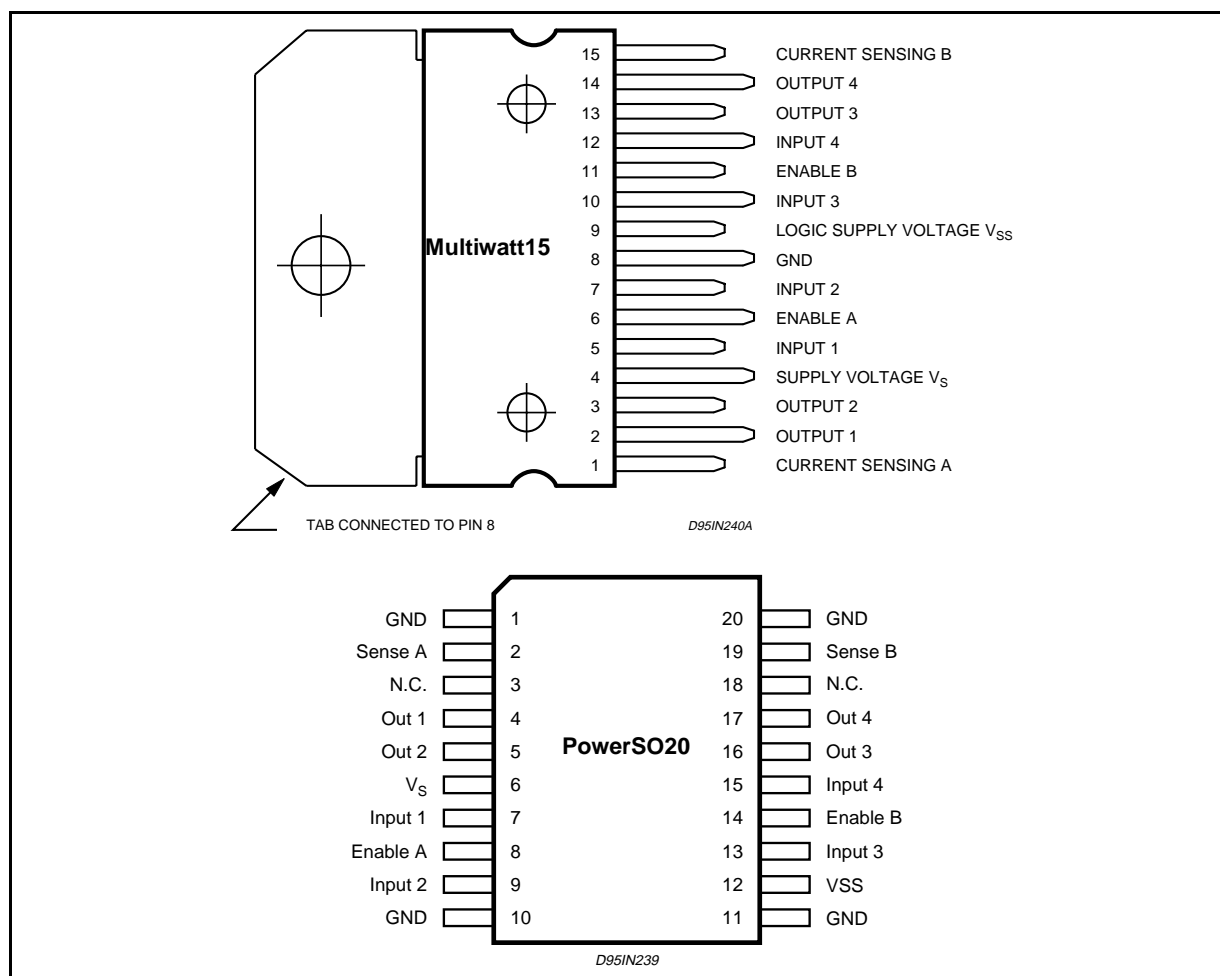 15 CURRENT SENSING B
14 OUTPUT 4
13 OUTPUT 3
12 INPUT 4
11 ENABLE B
10 INPUT 3
9 LOGIC SUPPLY VOLTAGE VSS
Multiwatt15
8 GND
7 INPUT 2
6 ENABLE A
5 INPUT 1
4 SUPPLY VOLTAGE VS
3 OUTPUT 2
2 OUTPUT 1
1 CURRENT SENSING A
TAB CONNECTED TO PIN 8
D95IN240A
GND 1 20 GND
Sense A 2 19 Sense B
N.C. 3 18 N.C.
Out 1 4 17 Out 4
PowerSO20
Out 2 5 16 Out 3
VS 6 15 Input 4
Input 1 7 14 Enable B
Enable A 8 13 Input 3
Input 2 9 12 VSS
GND 10 11 GND
D95IN239